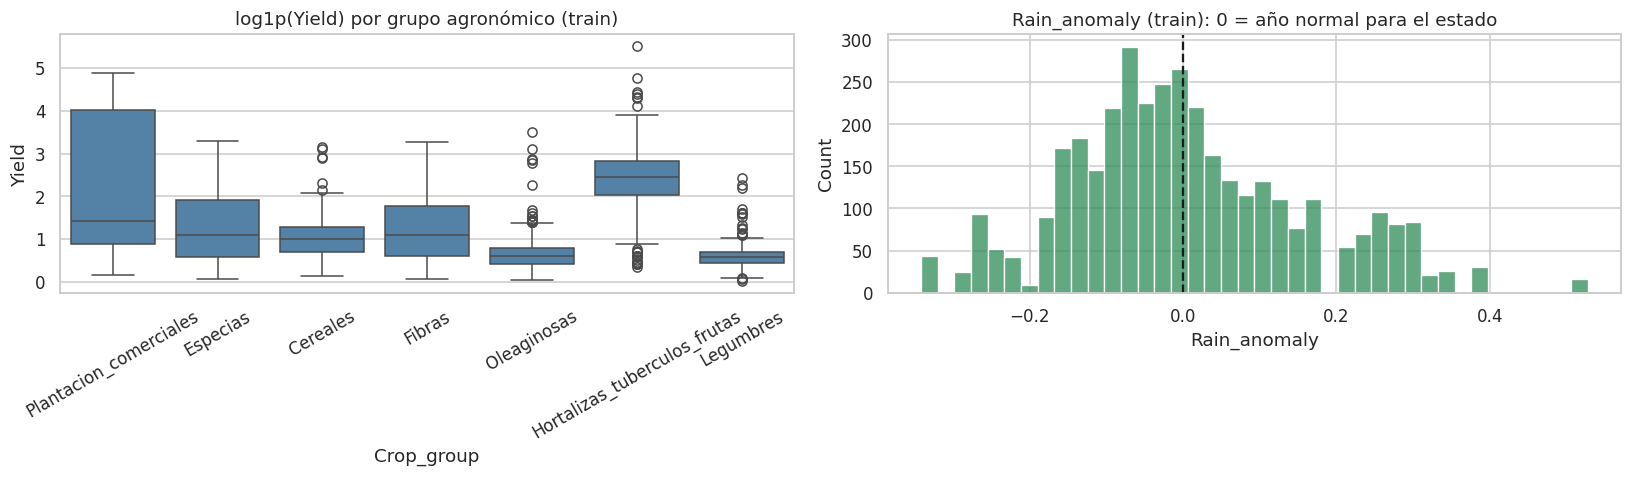 log1p(Yield) por grupo agronómico (train)
Yield
5
4
3
2
1
0
Plantacion_comerciales
Especias
Cereales
Fibras
Oleaginosas
Hortalizas_tuberculos_frutas
Legumbres
Crop_group
Rain_anomaly (train): 0 = año normal para el estado
Count
300
250
200
150
100
50
0
−0.2
0.0
0.2
0.4
Rain_anomaly